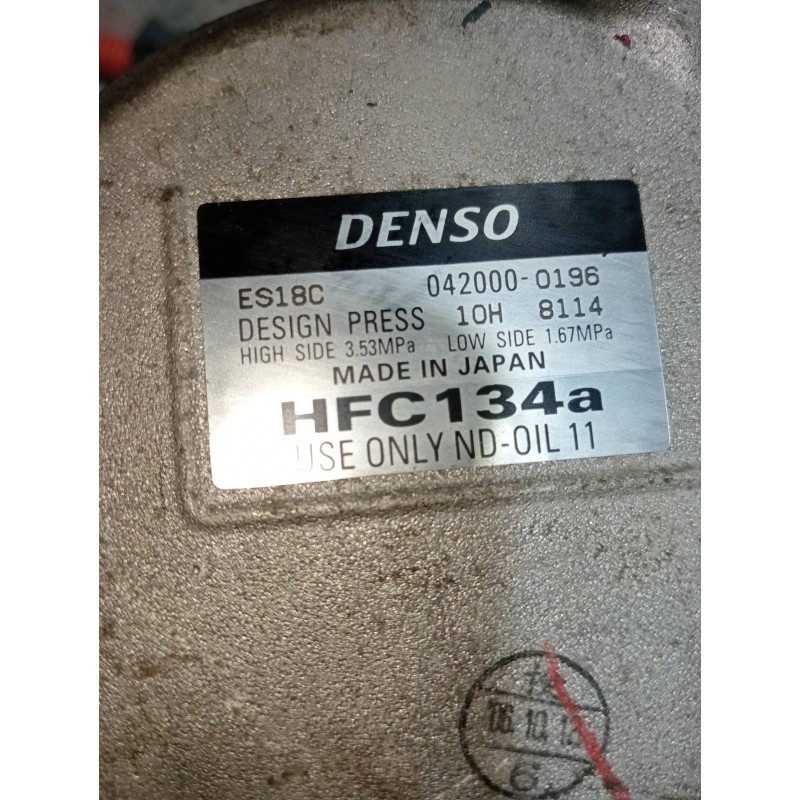 DENSO
ES18C 042000-0196
DESIGN PRESS 10H 8114
HIGH SIDE 3.53MPa LOW SIDE 1.67MPa
MADE IN JAPAN
HFC134a
USE ONLY ND-OIL 11
6